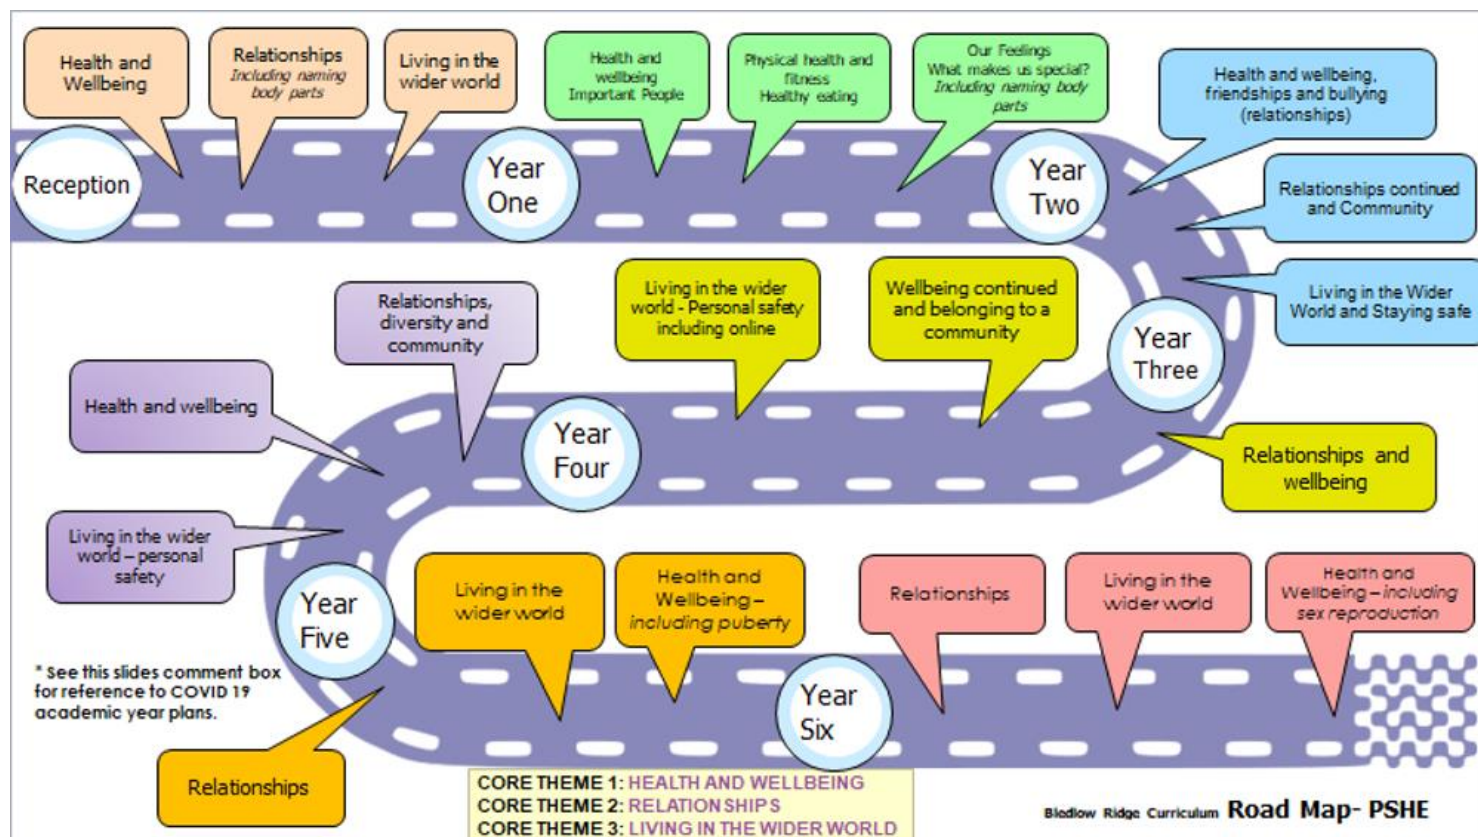 Health and
Wellbeing
Relationships
Including naming
body parts
Living in the
wider world
Health and
wellbeing
Important People
Physical health and
fitness
Healthy eating
Our Feelings
What makes us special?
Including naming body
parts
Health and wellbeing,
friendships and bullying
(relationships)
Reception
Year
One
Year
Two
Relationships continued
and Community
Living in the Wider
World and Staying safe
Year
Three
Relationships and
wellbeing
Wellbeing continued
and belonging to a
community
Living in the wider
world - Personal safety
including online
Year
Four
Relationships,
diversity and
community
Health and wellbeing
Living in the wider
world – personal
safety
Year
Five
* See this slides comment box
for reference to COVID 19
academic year plans.
Relationships
Living in the
wider world
Health and
Wellbeing –
including puberty
Year
Six
Relationships
Living in the
wider world
Health and
Wellbeing – including
sex reproduction
CORE THEME 1: HEALTH AND WELLBEING
CORE THEME 2: RELATIONSHIPS
CORE THEME 3: LIVING IN THE WIDER WORLD
Bledlow Ridge Curriculum Road Map- PSHE